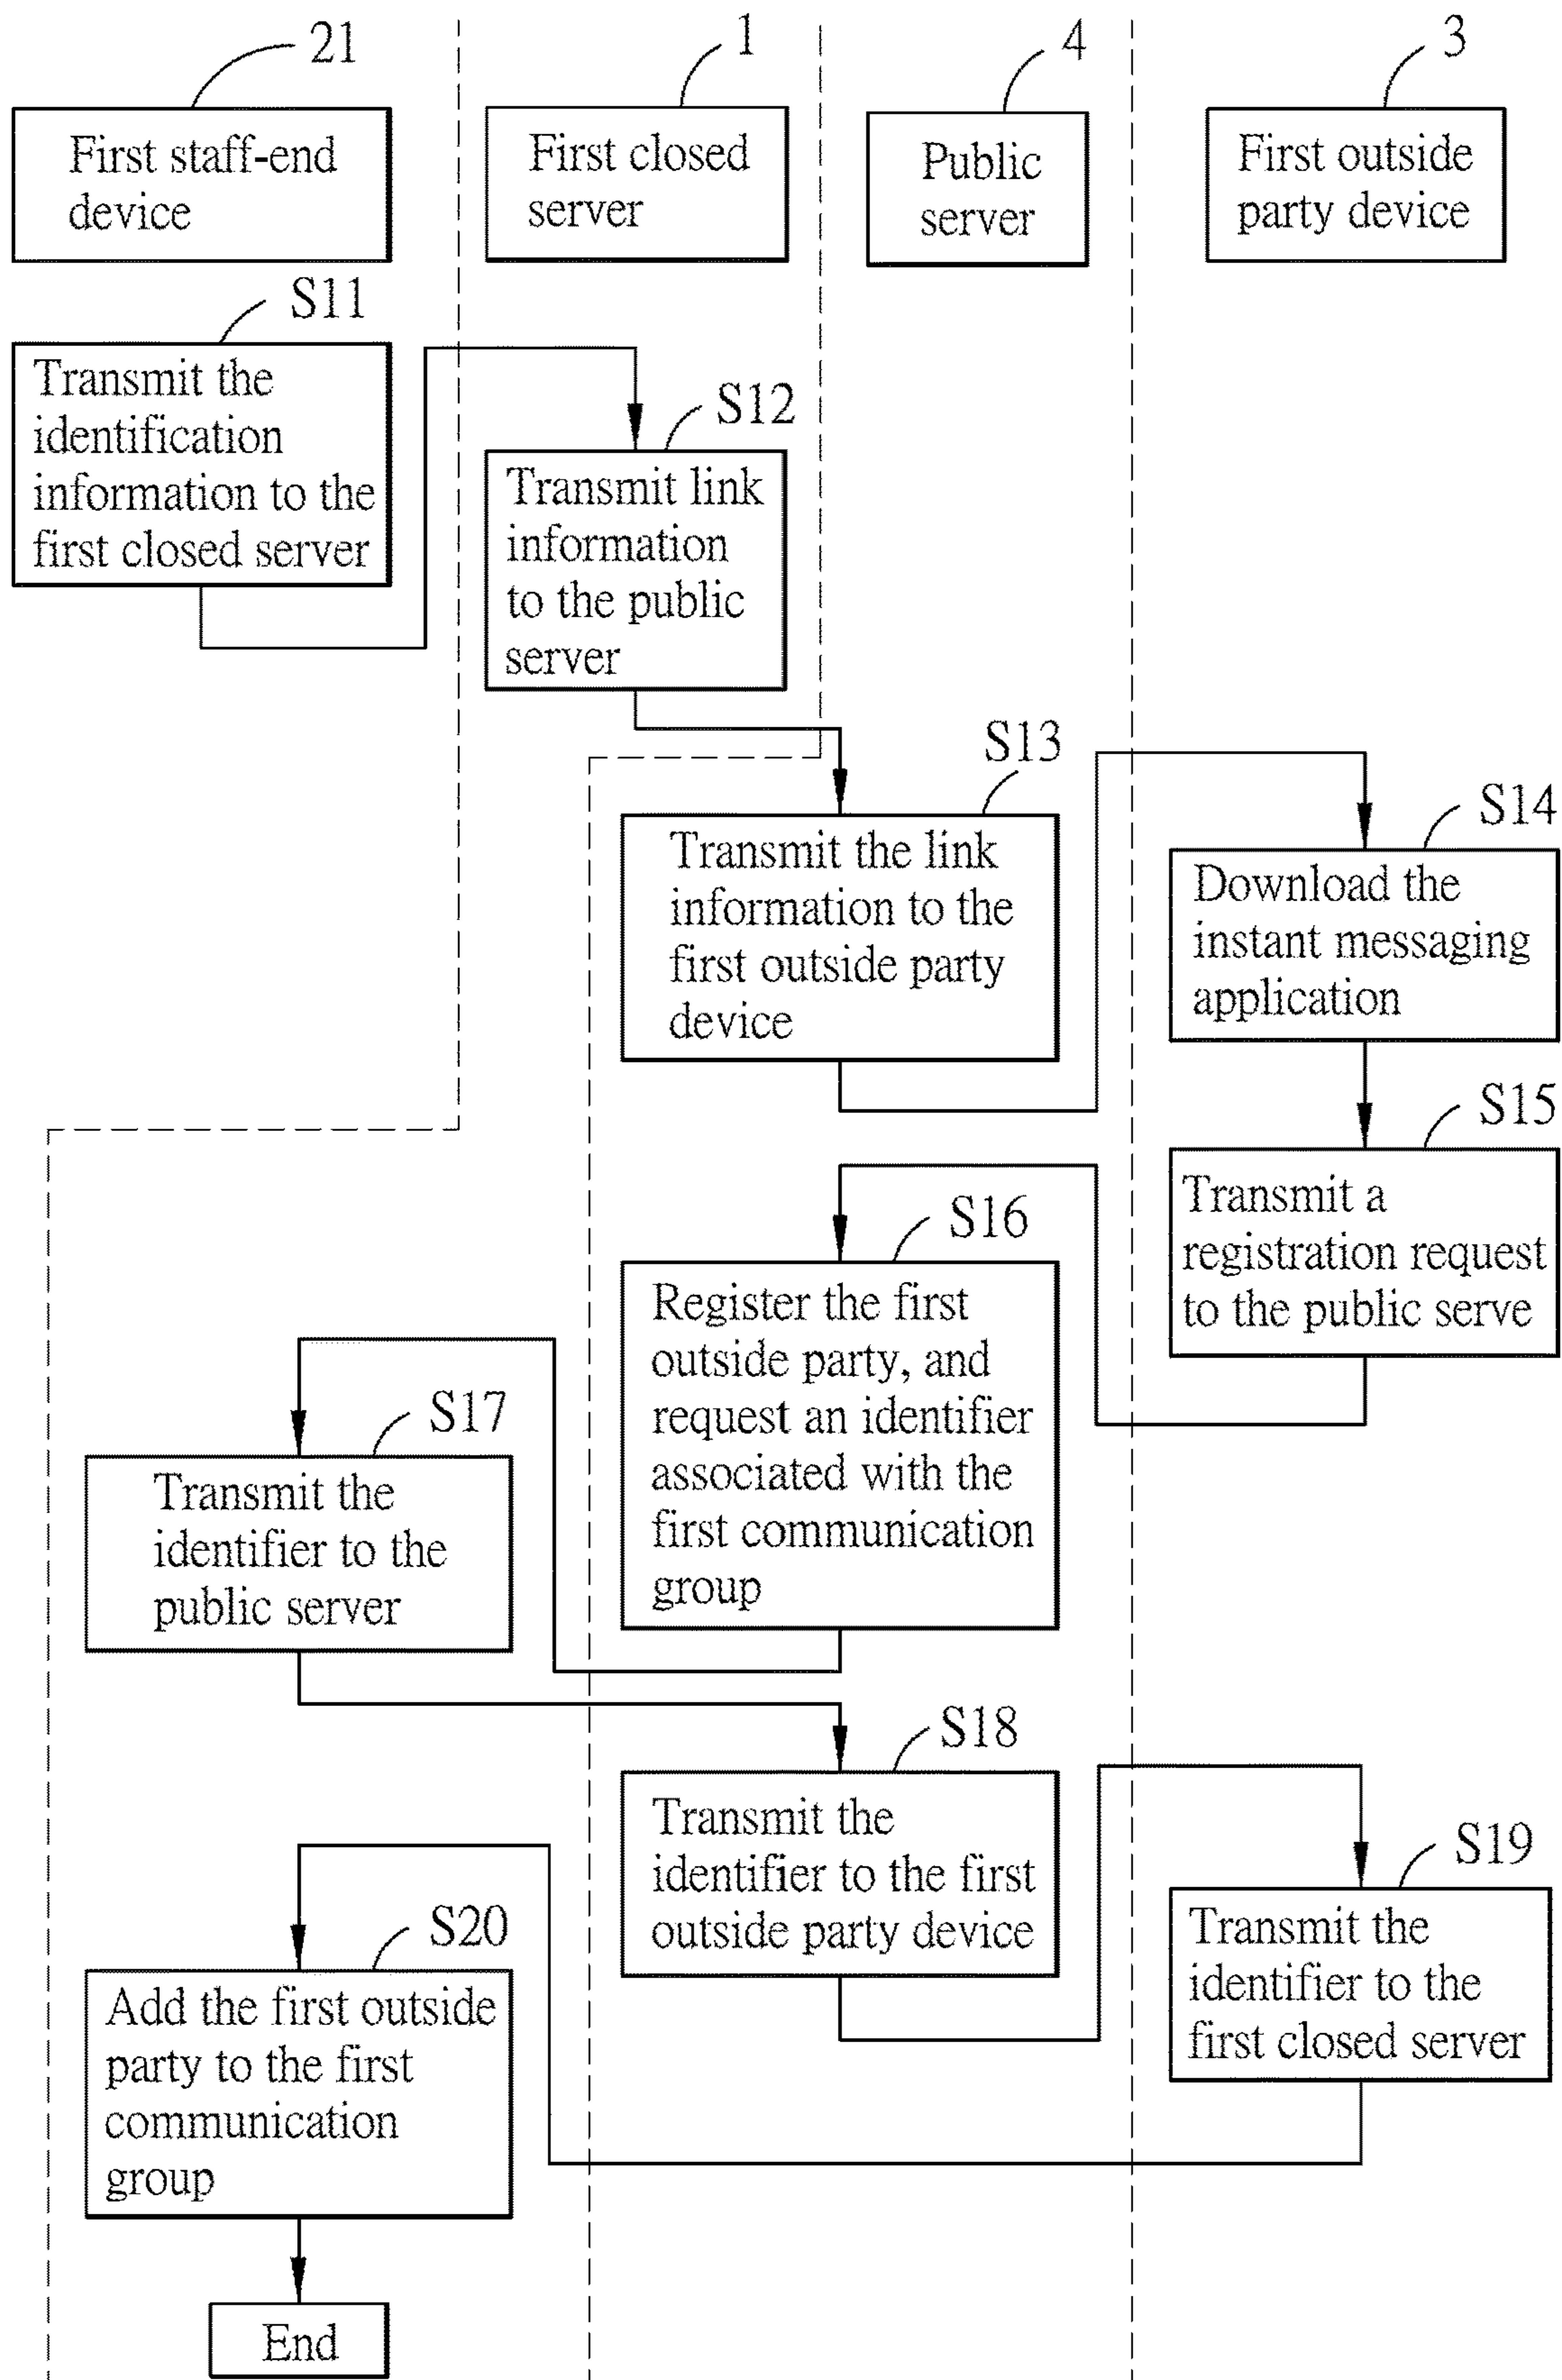 21
1
4
3
First staff-end
device
First closed
server
Public
server
First outside
party device
S11
Transmit the
identification
information to the
first closed server
S12
Transmit link
information
to the public
server
S13
Transmit the link
information to the
first outside party
device
S14
Download the
instant messaging
application
S15
Transmit a
registration request
to the public serve
S16
Register the first
outside party, and
request an identifier
associated with the
first communication
group
S17
Transmit the
identifier to the
public server
S18
Transmit the
identifier to the first
outside party device
S19
Transmit the
identifier to the
first closed server
S20
Add the first outside
party to the first
communication
group
End